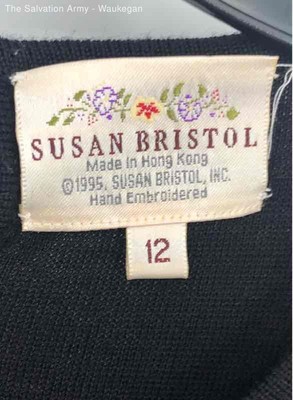 The Salvation Army - Waukegan
SUSAN BRISTOL
Made in Hong Kong
©1995, SUSAN BRISTOL, INC.
Hand Embroidered
12